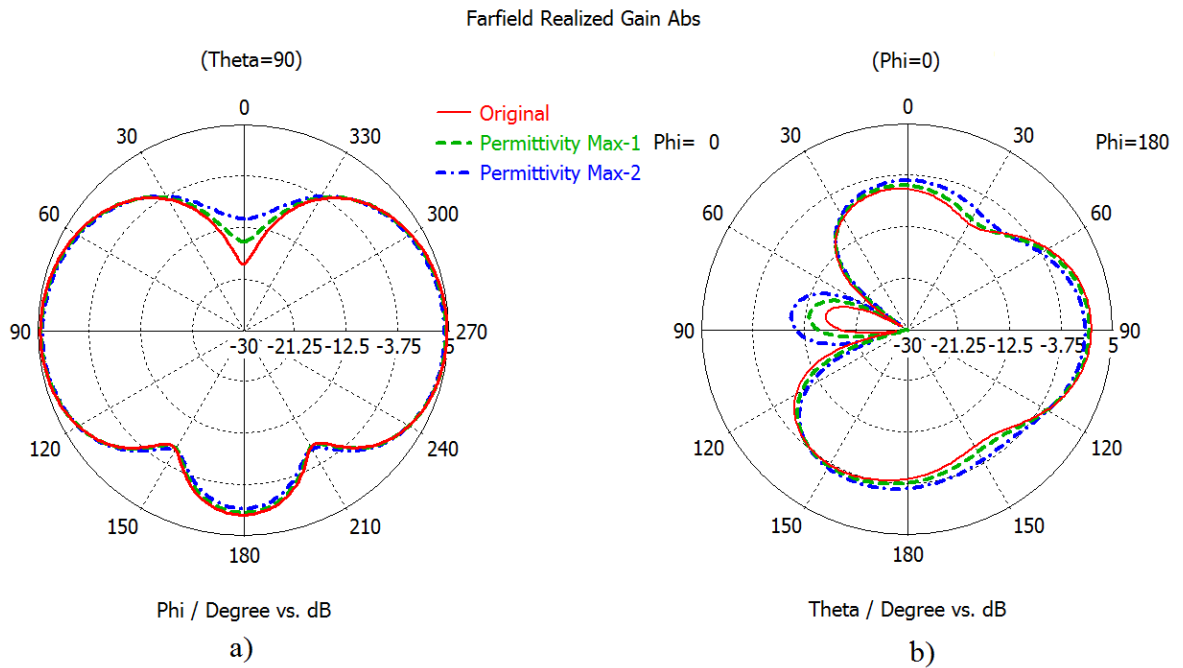 Farfield Realized Gain Abs
(Theta=90)
(Phi=0)
Original
Permittivity Max-1
Permittivity Max-2
0
30
330
60
300
90
270
-30 -21.25 -12.5 -3.75 5
120
240
150
210
180
Phi / Degree vs. dB
a)
Phi= 0
Phi=180
0
30
30
60
60
90
90
-30 -21.25 -12.5 -3.75 5
120
120
150
150
180
Theta / Degree vs. dB
b)